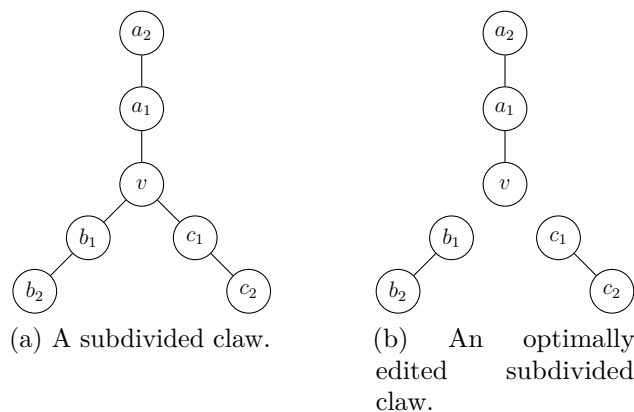 a₂
a₂
a₁
a₁
v
v
b₁
c₁
b₁
c₁
b₂
c₂
b₂
c₂
(a) A subdivided claw.
(b) An optimally
edited subdivided
claw.